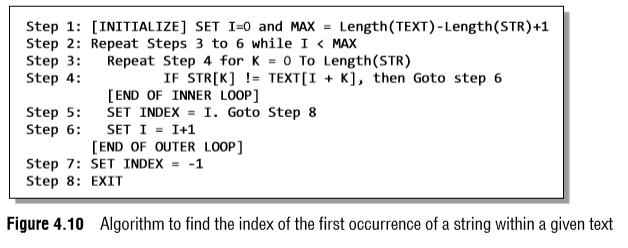 Step 1: [INITIALIZE] SET I=0 and MAX = Length(TEXT)-Length(STR)+1
Step 2: Repeat Steps 3 to 6 while I < MAX
Step 3: Repeat Step 4 for K = 0 To Length(STR)
Step 4: IF STR[K] != TEXT[I + K], then Goto step 6
[END OF INNER LOOP]
Step 5: SET INDEX = I. Goto Step 8
Step 6: SET I = I+1
[END OF OUTER LOOP]
Step 7: SET INDEX = -1
Step 8: EXIT
Figure 4.10 Algorithm to find the index of the first occurrence of a string within a given text